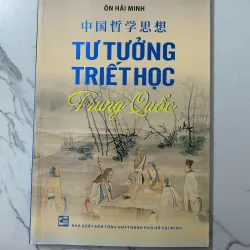 ÔN HẢI MINH
中国哲学思想
TƯ TƯỞNG
TRIẾT HỌC
Trung Quốc
NHÀ XUẤT BẢN TỔNG HỢP THÀNH PHỐ HỒ CHÍ MINH